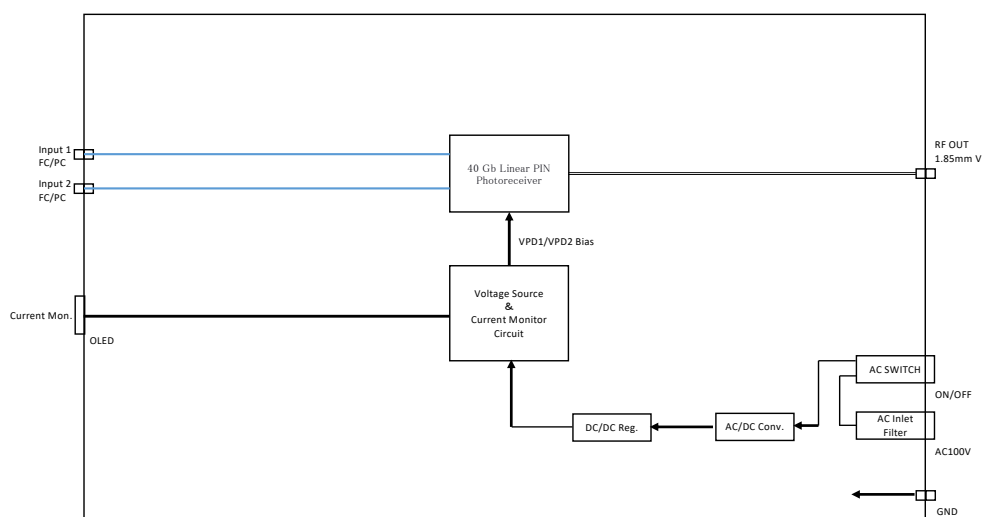 Input 1
FC/PC
Input 2
FC/PC
40 Gb Linear PIN
Photoreceiver
RF OUT
1.85mm V
VPD1/VPD2 Bias
Voltage Source
&
Current Monitor
Circuit
Current Mon.
OLED
AC SWITCH
ON/OFF
AC Inlet
Filter
AC100V
DC/DC Reg.
AC/DC Conv.
GND